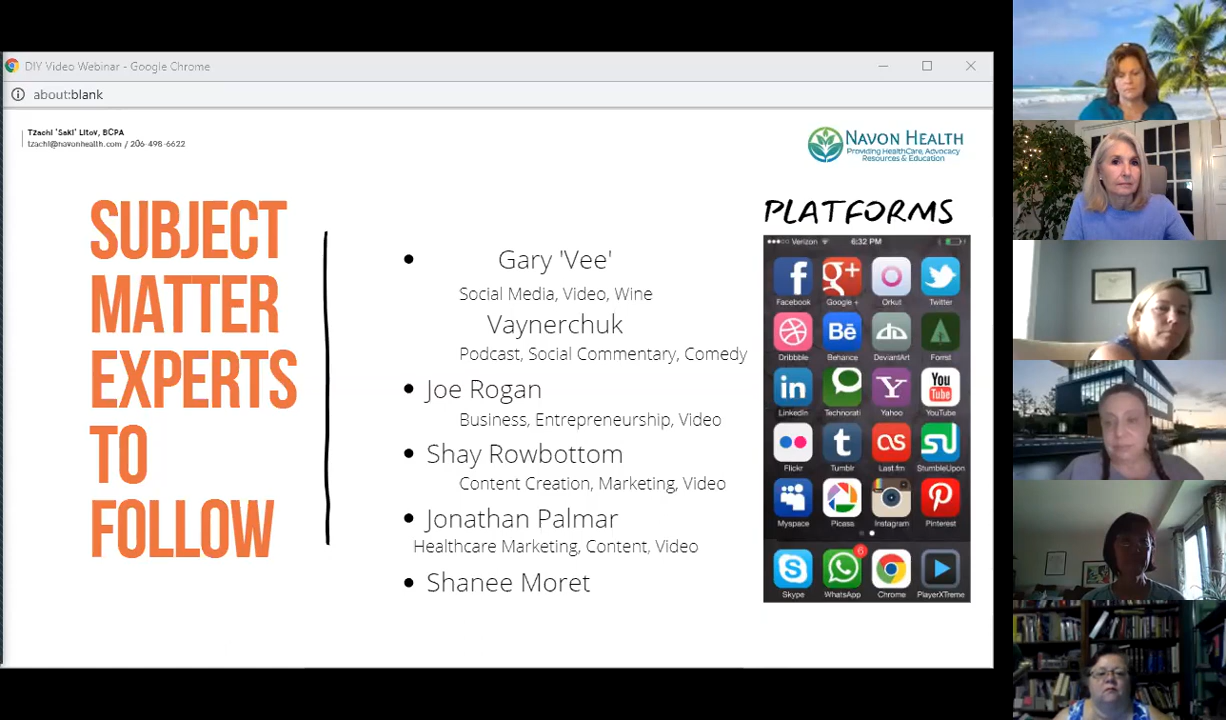 DIY Video Webinar - Google Chrome
about:blank
Tzachi 'Saki' Litov, BCPA
tzachi@navonhealth.com / 206-498-6622
NAVON HEALTH
Providing HealthCare, Advocacy
Resources & Education
SUBJECT
MATTER
EXPERTS
TO
FOLLOW
• Gary 'Vee'
Social Media, Video, Wine
Vaynerchuk
Podcast, Social Commentary, Comedy
• Joe Rogan
Business, Entrepreneurship, Video
• Shay Rowbottom
Content Creation, Marketing, Video
• Jonathan Palmar
Healthcare Marketing, Content, Video
• Shanee Moret
PLATFORMS
Verizon 6:32 PM
Facebook Google + Orkut Twitter
Dribbble Behance DeviantArt Forrst
LinkedIn Technorati Yahoo YouTube
Flickr Tumblr Last.fm StumbleUpon
Myspace Picasa Instagram Pinterest
6
Skype WhatsApp Chrome PlayerXTreme